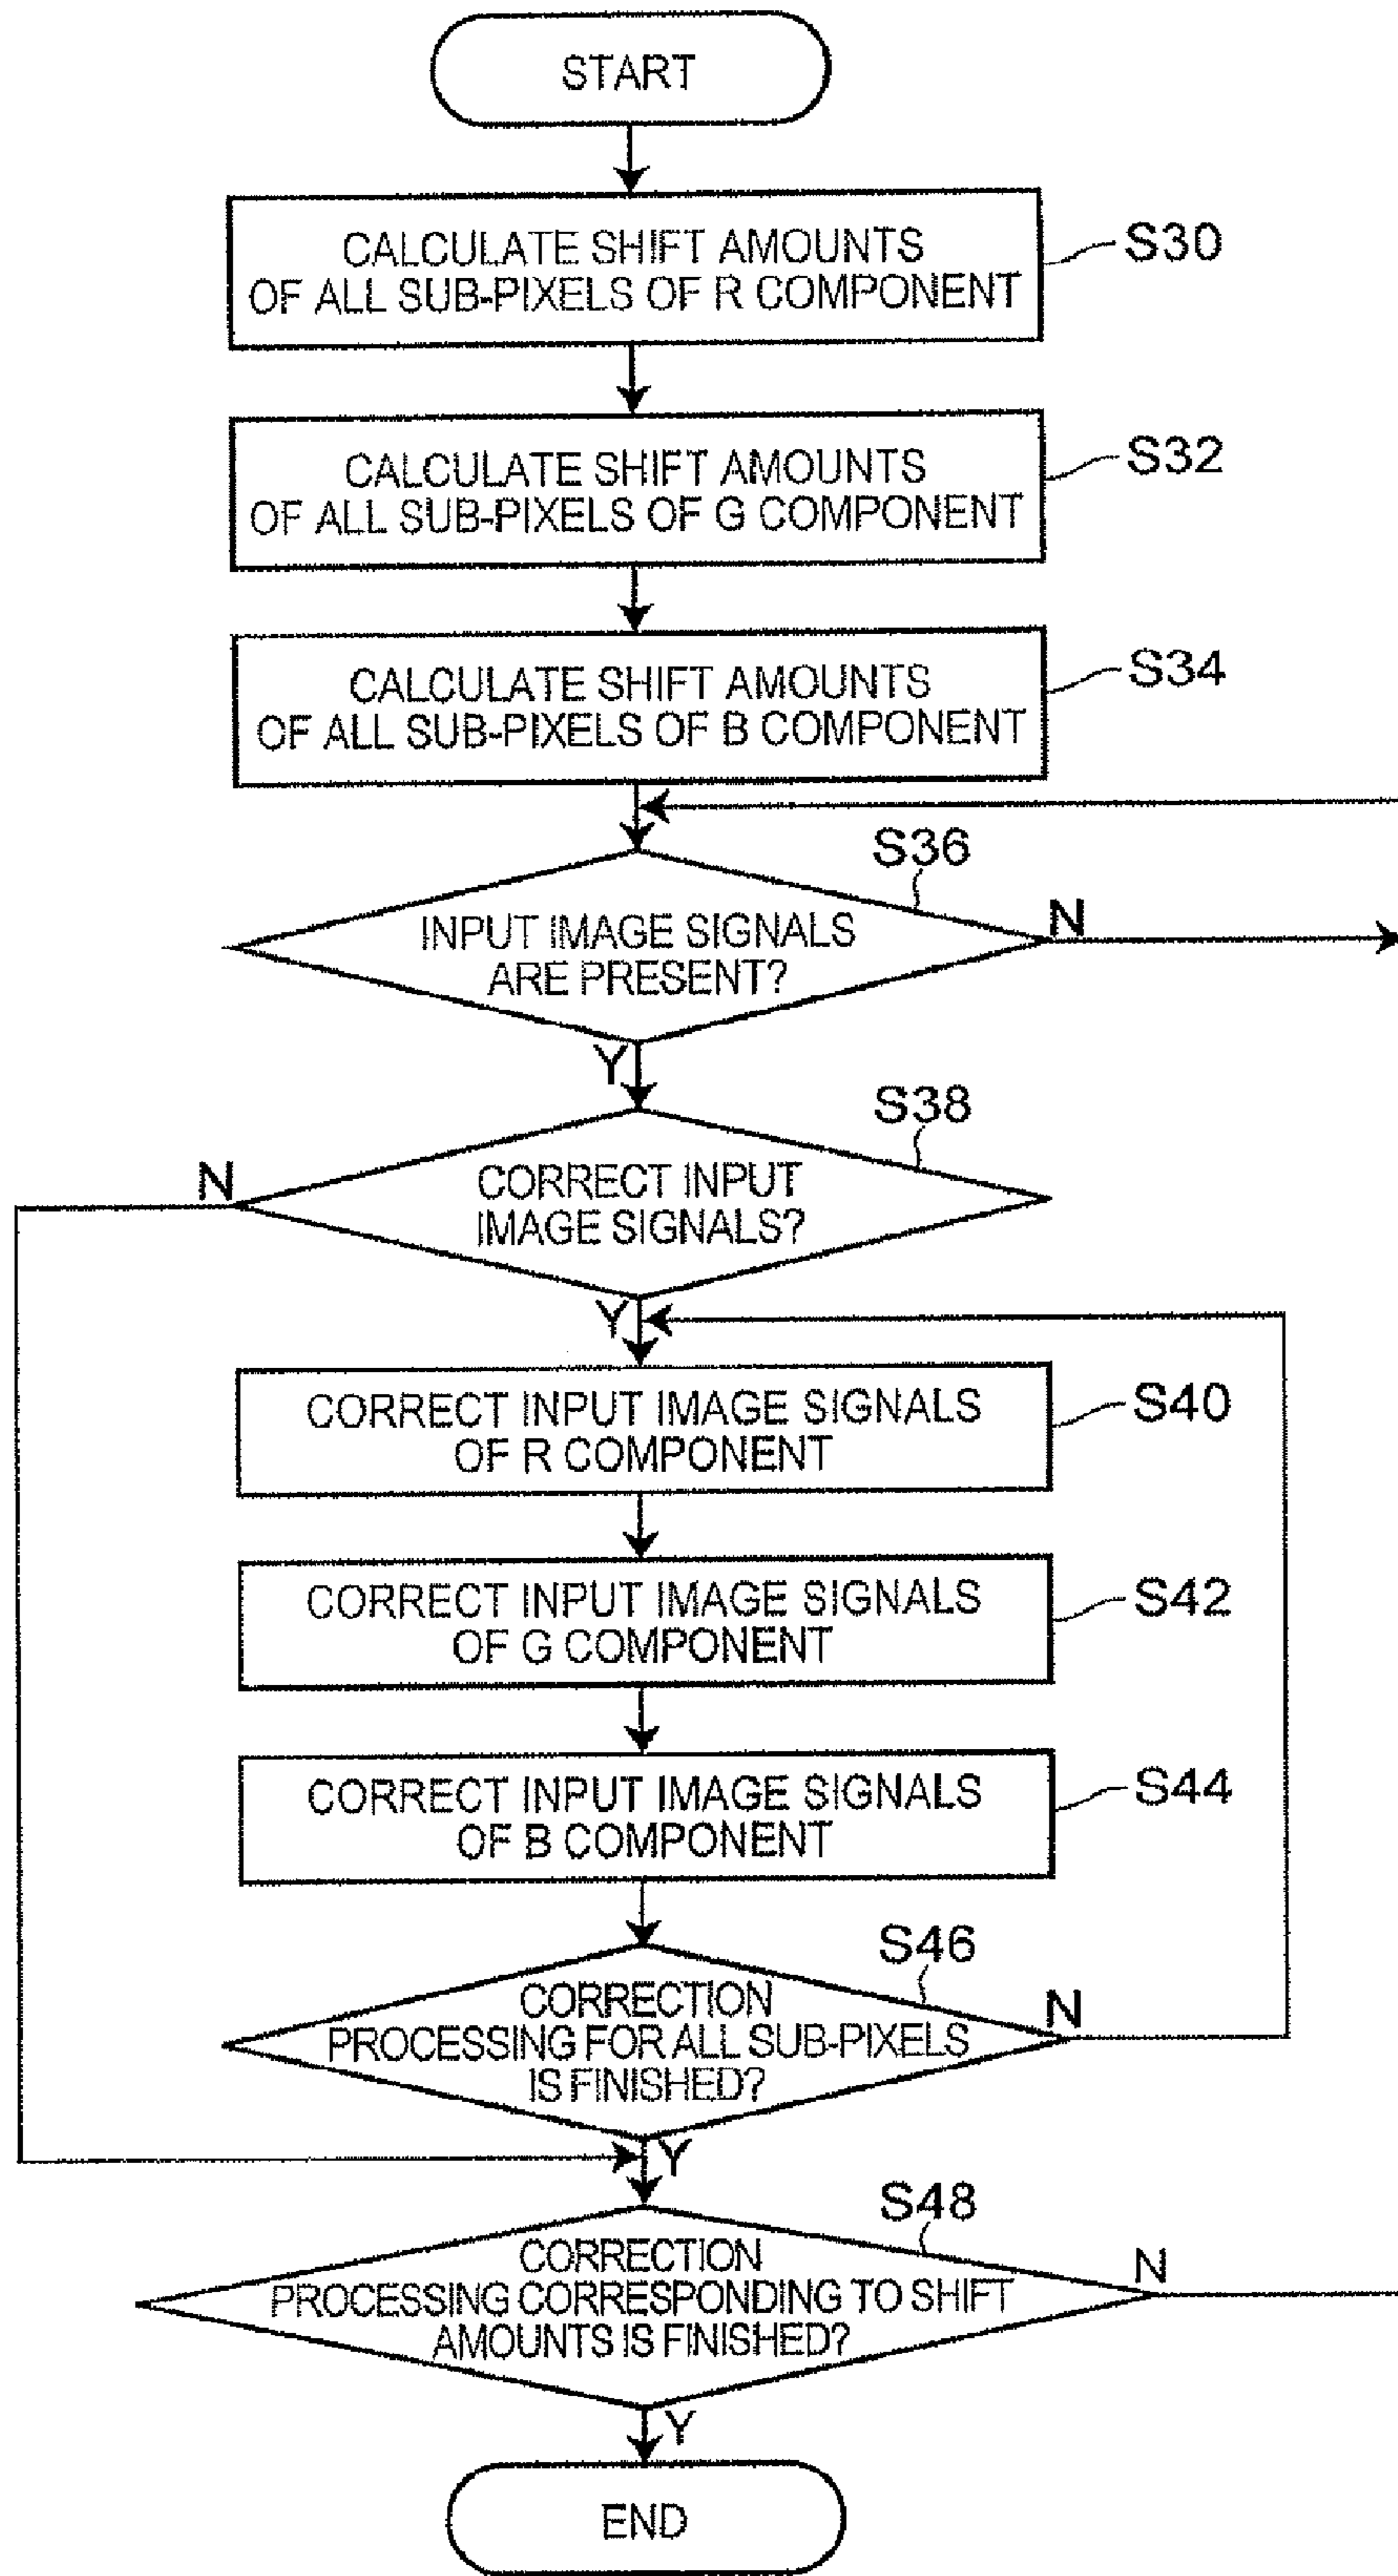 START
CALCULATE SHIFT AMOUNTS
OF ALL SUB-PIXELS OF R COMPONENT
S30
CALCULATE SHIFT AMOUNTS
OF ALL SUB-PIXELS OF G COMPONENT
S32
CALCULATE SHIFT AMOUNTS
OF ALL SUB-PIXELS OF B COMPONENT
S34
S36
INPUT IMAGE SIGNALS
ARE PRESENT?
N
Y
S38
N
CORRECT INPUT
IMAGE SIGNALS?
Y
CORRECT INPUT IMAGE SIGNALS
OF R COMPONENT
S40
CORRECT INPUT IMAGE SIGNALS
OF G COMPONENT
S42
CORRECT INPUT IMAGE SIGNALS
OF B COMPONENT
S44
S46
CORRECTION
PROCESSING FOR ALL SUB-PIXELS
IS FINISHED?
N
Y
S48
CORRECTION
PROCESSING CORRESPONDING TO SHIFT
AMOUNTS IS FINISHED?
N
Y
END